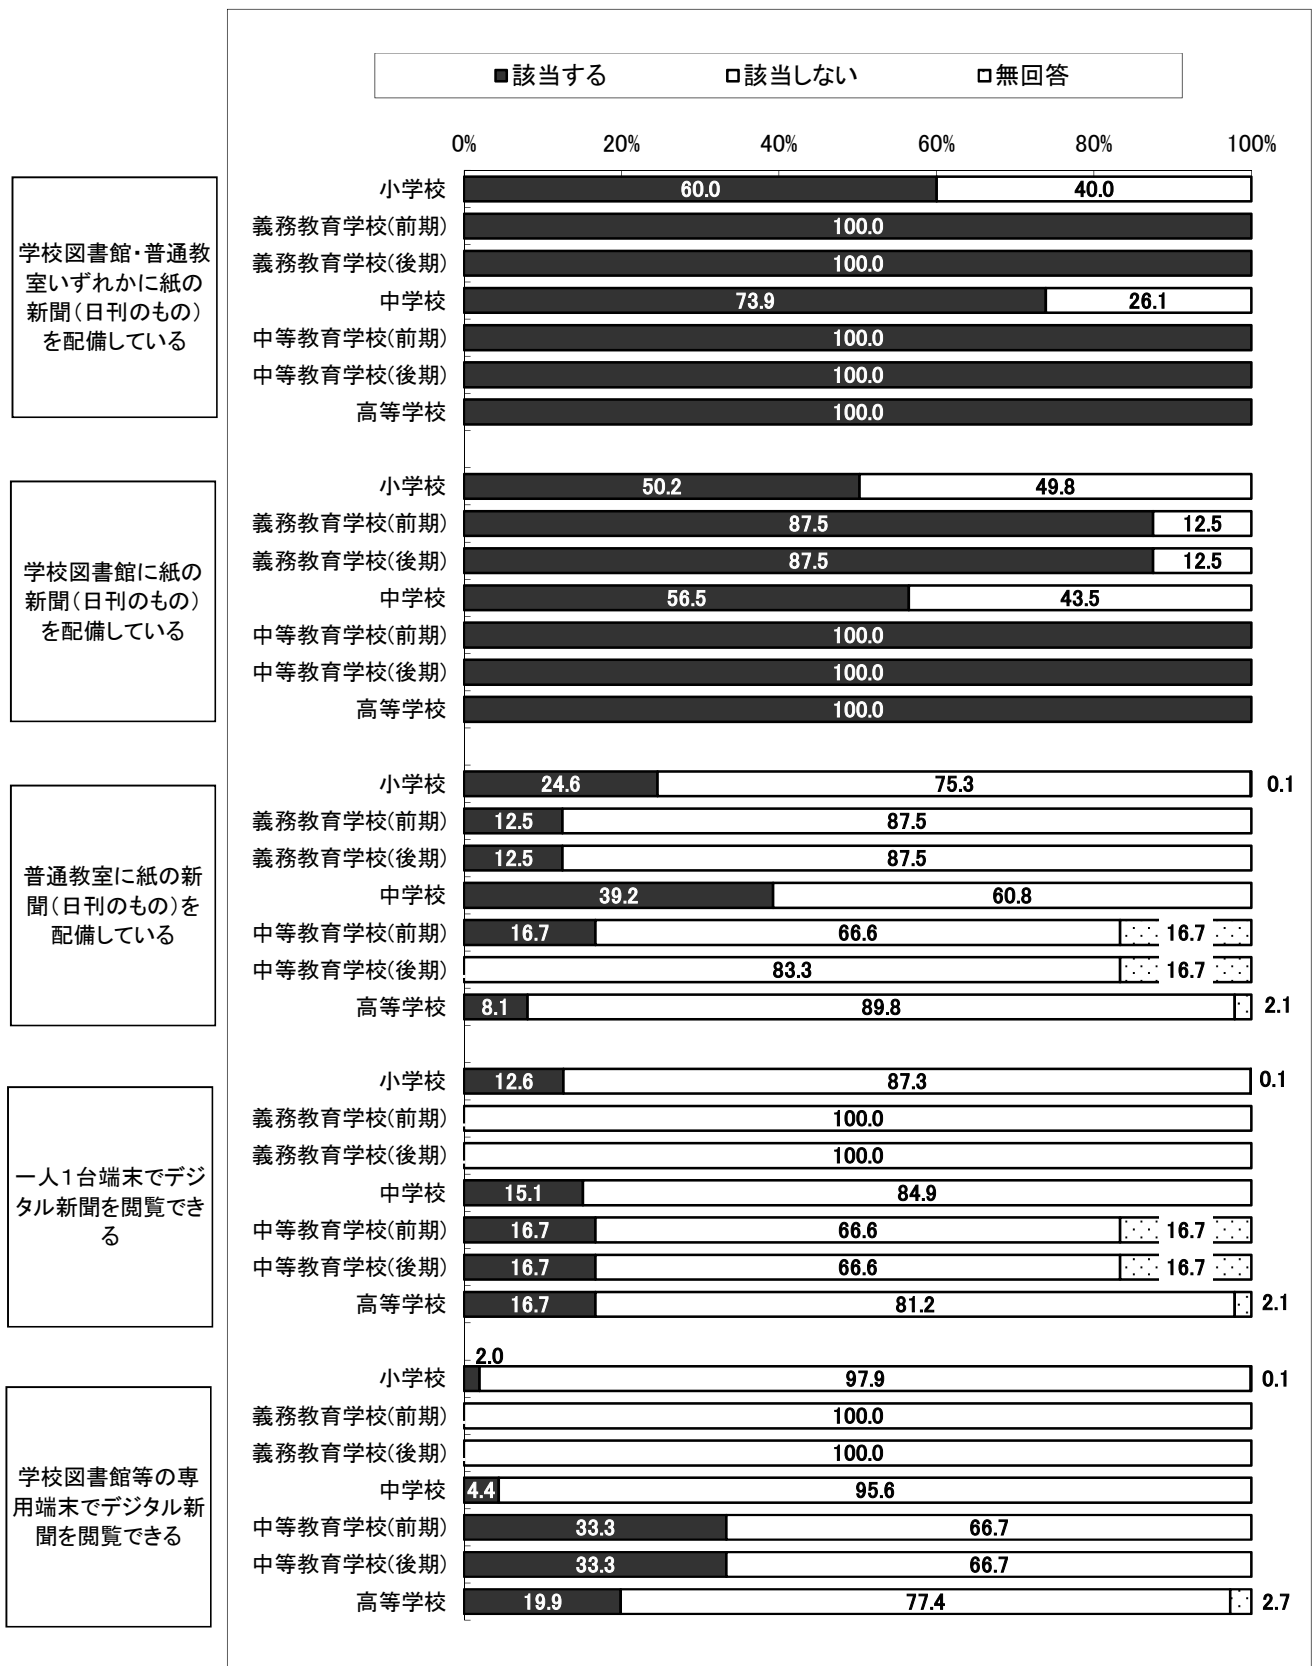 ■該当する □該当しない □無回答
0% 20% 40% 60% 80% 100%
学校図書館・普通教
室いずれかに紙の
新聞(日刊のもの)
を配備している
小学校 60.0 40.0
義務教育学校(前期) 100.0
義務教育学校(後期) 100.0
中学校 73.9 26.1
中等教育学校(前期) 100.0
中等教育学校(後期) 100.0
高等学校 100.0
学校図書館に紙の
新聞(日刊のもの)
を配備している
小学校 50.2 49.8
義務教育学校(前期) 87.5 12.5
義務教育学校(後期) 87.5 12.5
中学校 56.5 43.5
中等教育学校(前期) 100.0
中等教育学校(後期) 100.0
高等学校 100.0
普通教室に紙の新
聞(日刊のもの)を
配備している
小学校 24.6 75.3 0.1
義務教育学校(前期) 12.5 87.5
義務教育学校(後期) 12.5 87.5
中学校 39.2 60.8
中等教育学校(前期) 16.7 66.6 16.7
中等教育学校(後期) 83.3 16.7
高等学校 8.1 89.8 2.1
一人1台端末でデジ
タル新聞を閲覧でき
る
小学校 12.6 87.3 0.1
義務教育学校(前期) 100.0
義務教育学校(後期) 100.0
中学校 15.1 84.9
中等教育学校(前期) 16.7 66.6 16.7
中等教育学校(後期) 16.7 66.6 16.7
高等学校 16.7 81.2 2.1
学校図書館等の専
用端末でデジタル新
聞を閲覧できる
小学校 2.0 97.9 0.1
義務教育学校(前期) 100.0
義務教育学校(後期) 100.0
中学校 4.4 95.6
中等教育学校(前期) 33.3 66.7
中等教育学校(後期) 33.3 66.7
高等学校 19.9 77.4 2.7